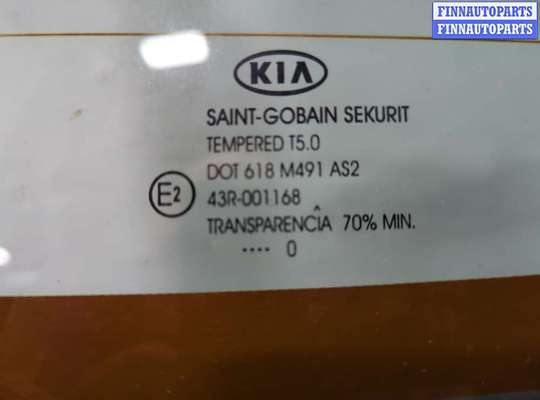 FINNAUTOPARTS
FINNAUTOPARTS
KIA
SAINT-GOBAIN SEKURIT
TEMPERED T5.0
DOT 618 M491 AS2
E2 43R-001168
TRANSPARENCIA 70% MIN.
•••• 0